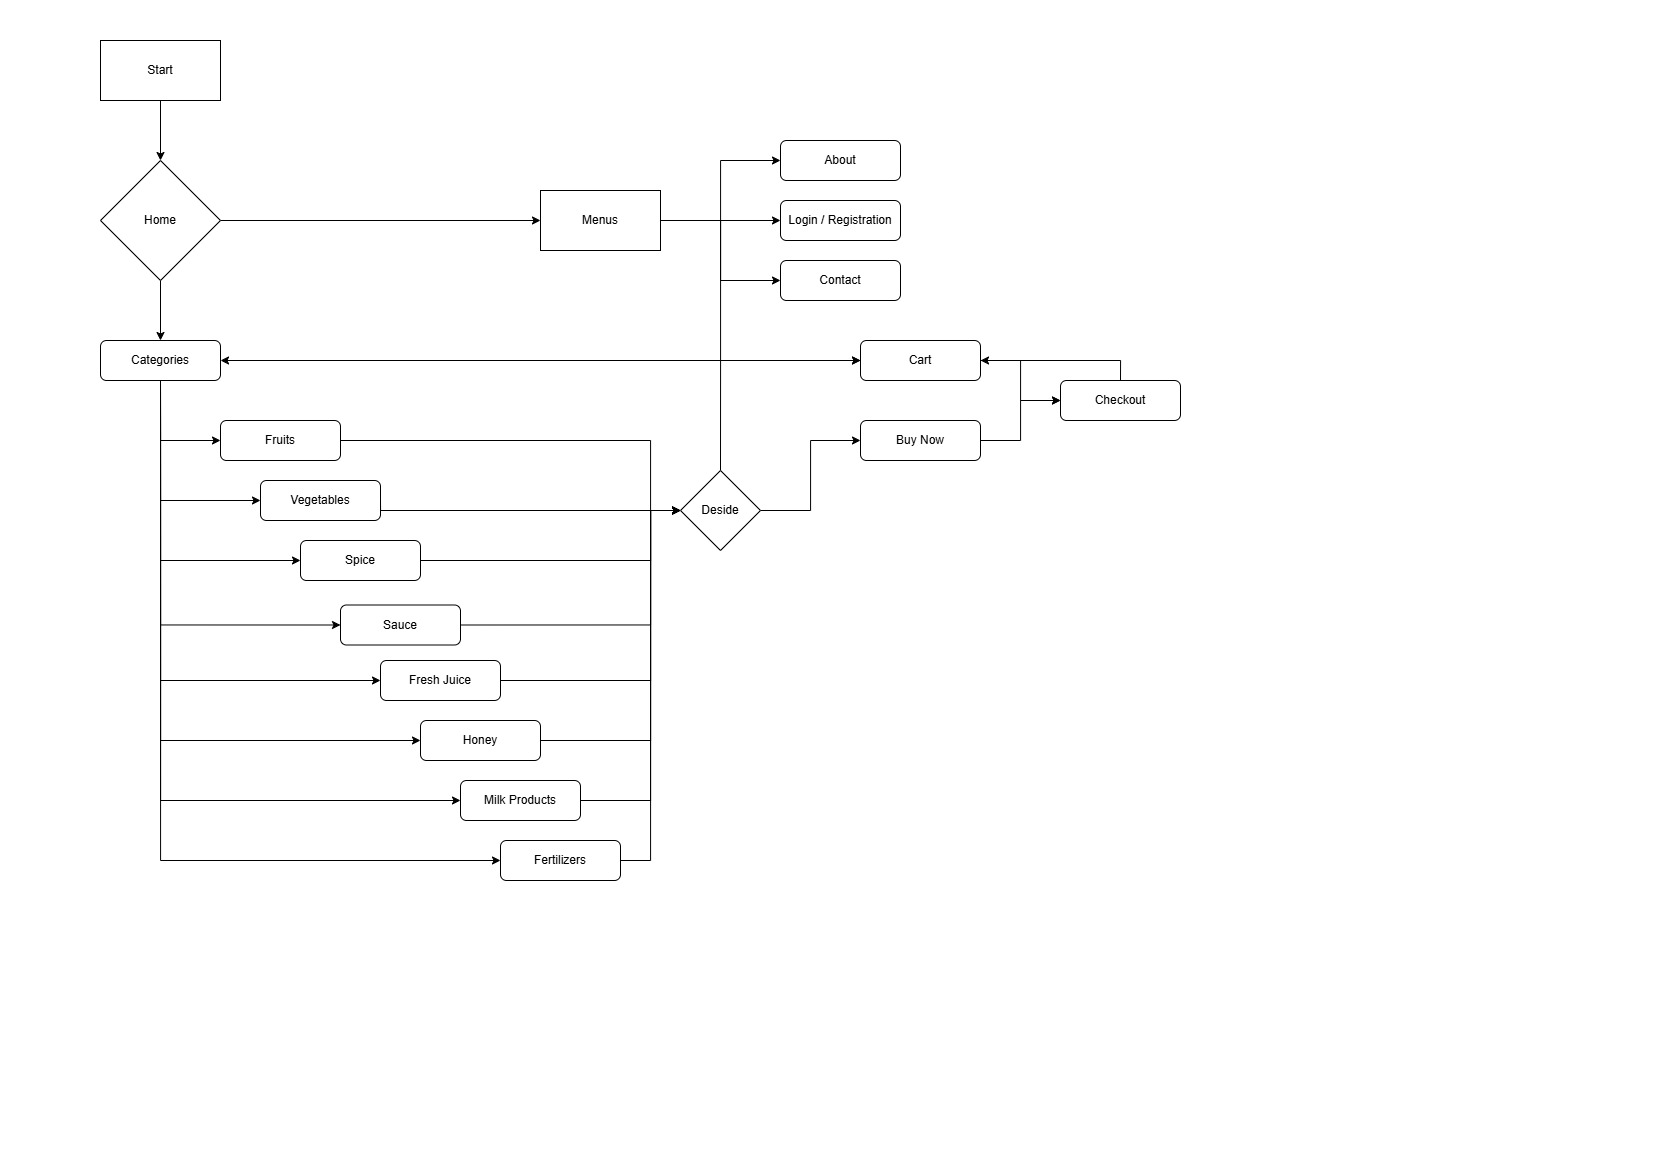 Start
About
Home
Menus
Login / Registration
Contact
Categories
Cart
Checkout
Fruits
Buy Now
Vegetables
Deside
Spice
Sauce
Fresh Juice
Honey
Milk Products
Fertilizers